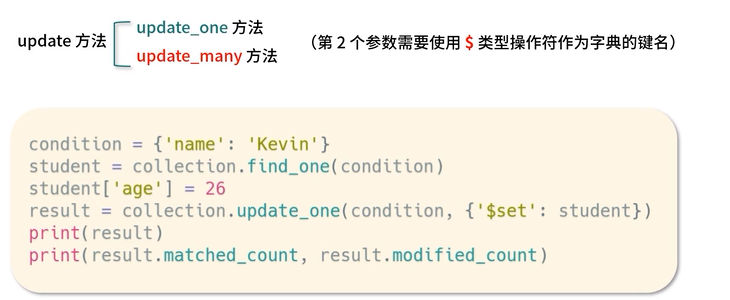 update 方法
update_one 方法
update_many 方法
（第 2 个参数需要使用 $ 类型操作符作为字典的键名）
condition = {'name': 'Kevin'}
student = collection.find_one(condition)
student['age'] = 26
result = collection.update_one(condition, {'$set': student})
print(result)
print(result.matched_count, result.modified_count)